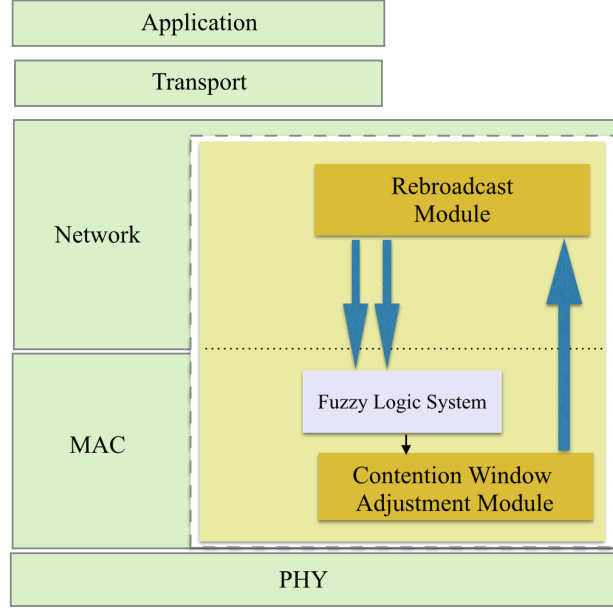 Application
Transport
Network
Rebroadcast
Module
MAC
Fuzzy Logic System
Contention Window
Adjustment Module
PHY